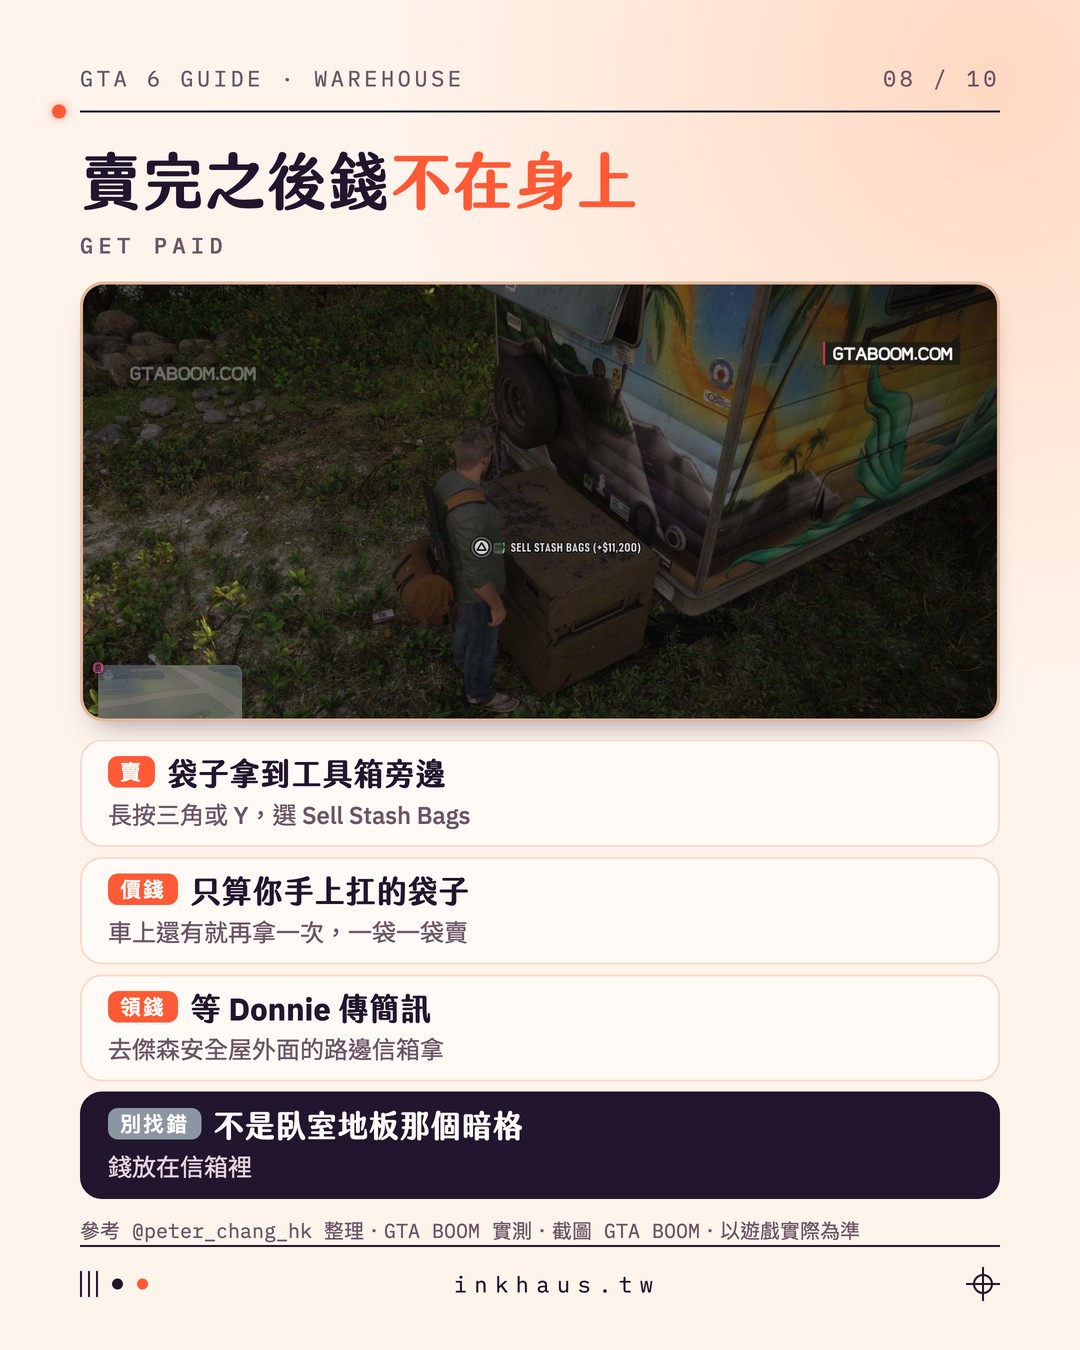 GTA 6 GUIDE · WAREHOUSE
08 / 10
賣完之後錢不在身上
GET PAID
GTABOOM.COM
GTABOOM.COM
SELL STASH BAGS (+$11,200)
賣 袋子拿到工具箱旁邊
長按三角或 Y，選 Sell Stash Bags
價錢 只算你手上扛的袋子
車上還有就再拿一次，一袋一袋賣
領錢 等 Donnie 傳簡訊
去傑森安全屋外面的路邊信箱拿
別找錯 不是臥室地板那個暗格
錢放在信箱裡
參考 @peter_chang_hk 整理·GTA BOOM 實測·截圖 GTA BOOM·以遊戲實際為準
inkhaus.tw